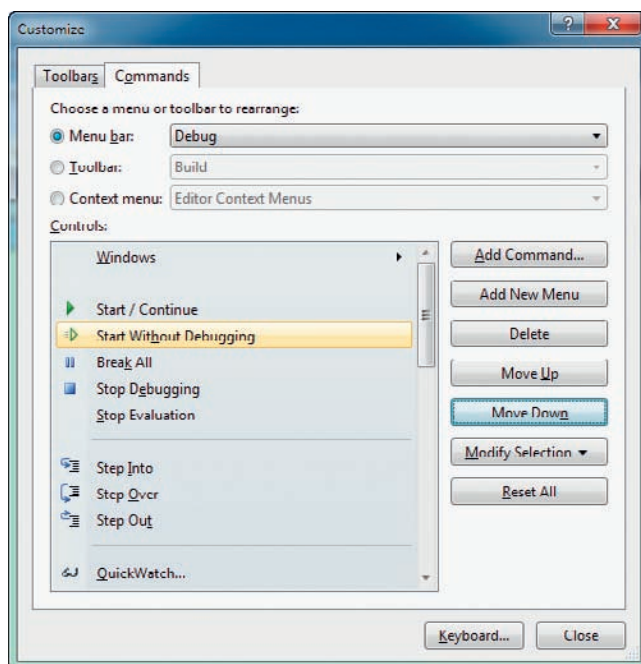 Customize
Toolbars Commands
Choose a menu or toolbar to rearrange:
Menu bar: Debug
Toolbar: Build
Context menu: Editor Context Menus
Controls:
Windows
Start / Continue
Start Without Debugging
Break All
Stop Debugging
Stop Evaluation
Step Into
Step Over
Step Out
QuickWatch...
Add Command...
Add New Menu
Delete
Move Up
Move Down
Modify Selection
Reset All
Keyboard... Close